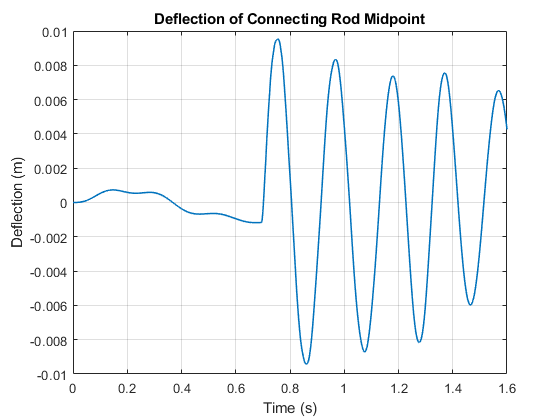 Deflection of Connecting Rod Midpoint
0.01
0.008
0.006
0.004
0.002
0
-0.002
-0.004
-0.006
-0.008
-0.01
Deflection (m)
0 0.2 0.4 0.6 0.8 1 1.2 1.4 1.6
Time (s)